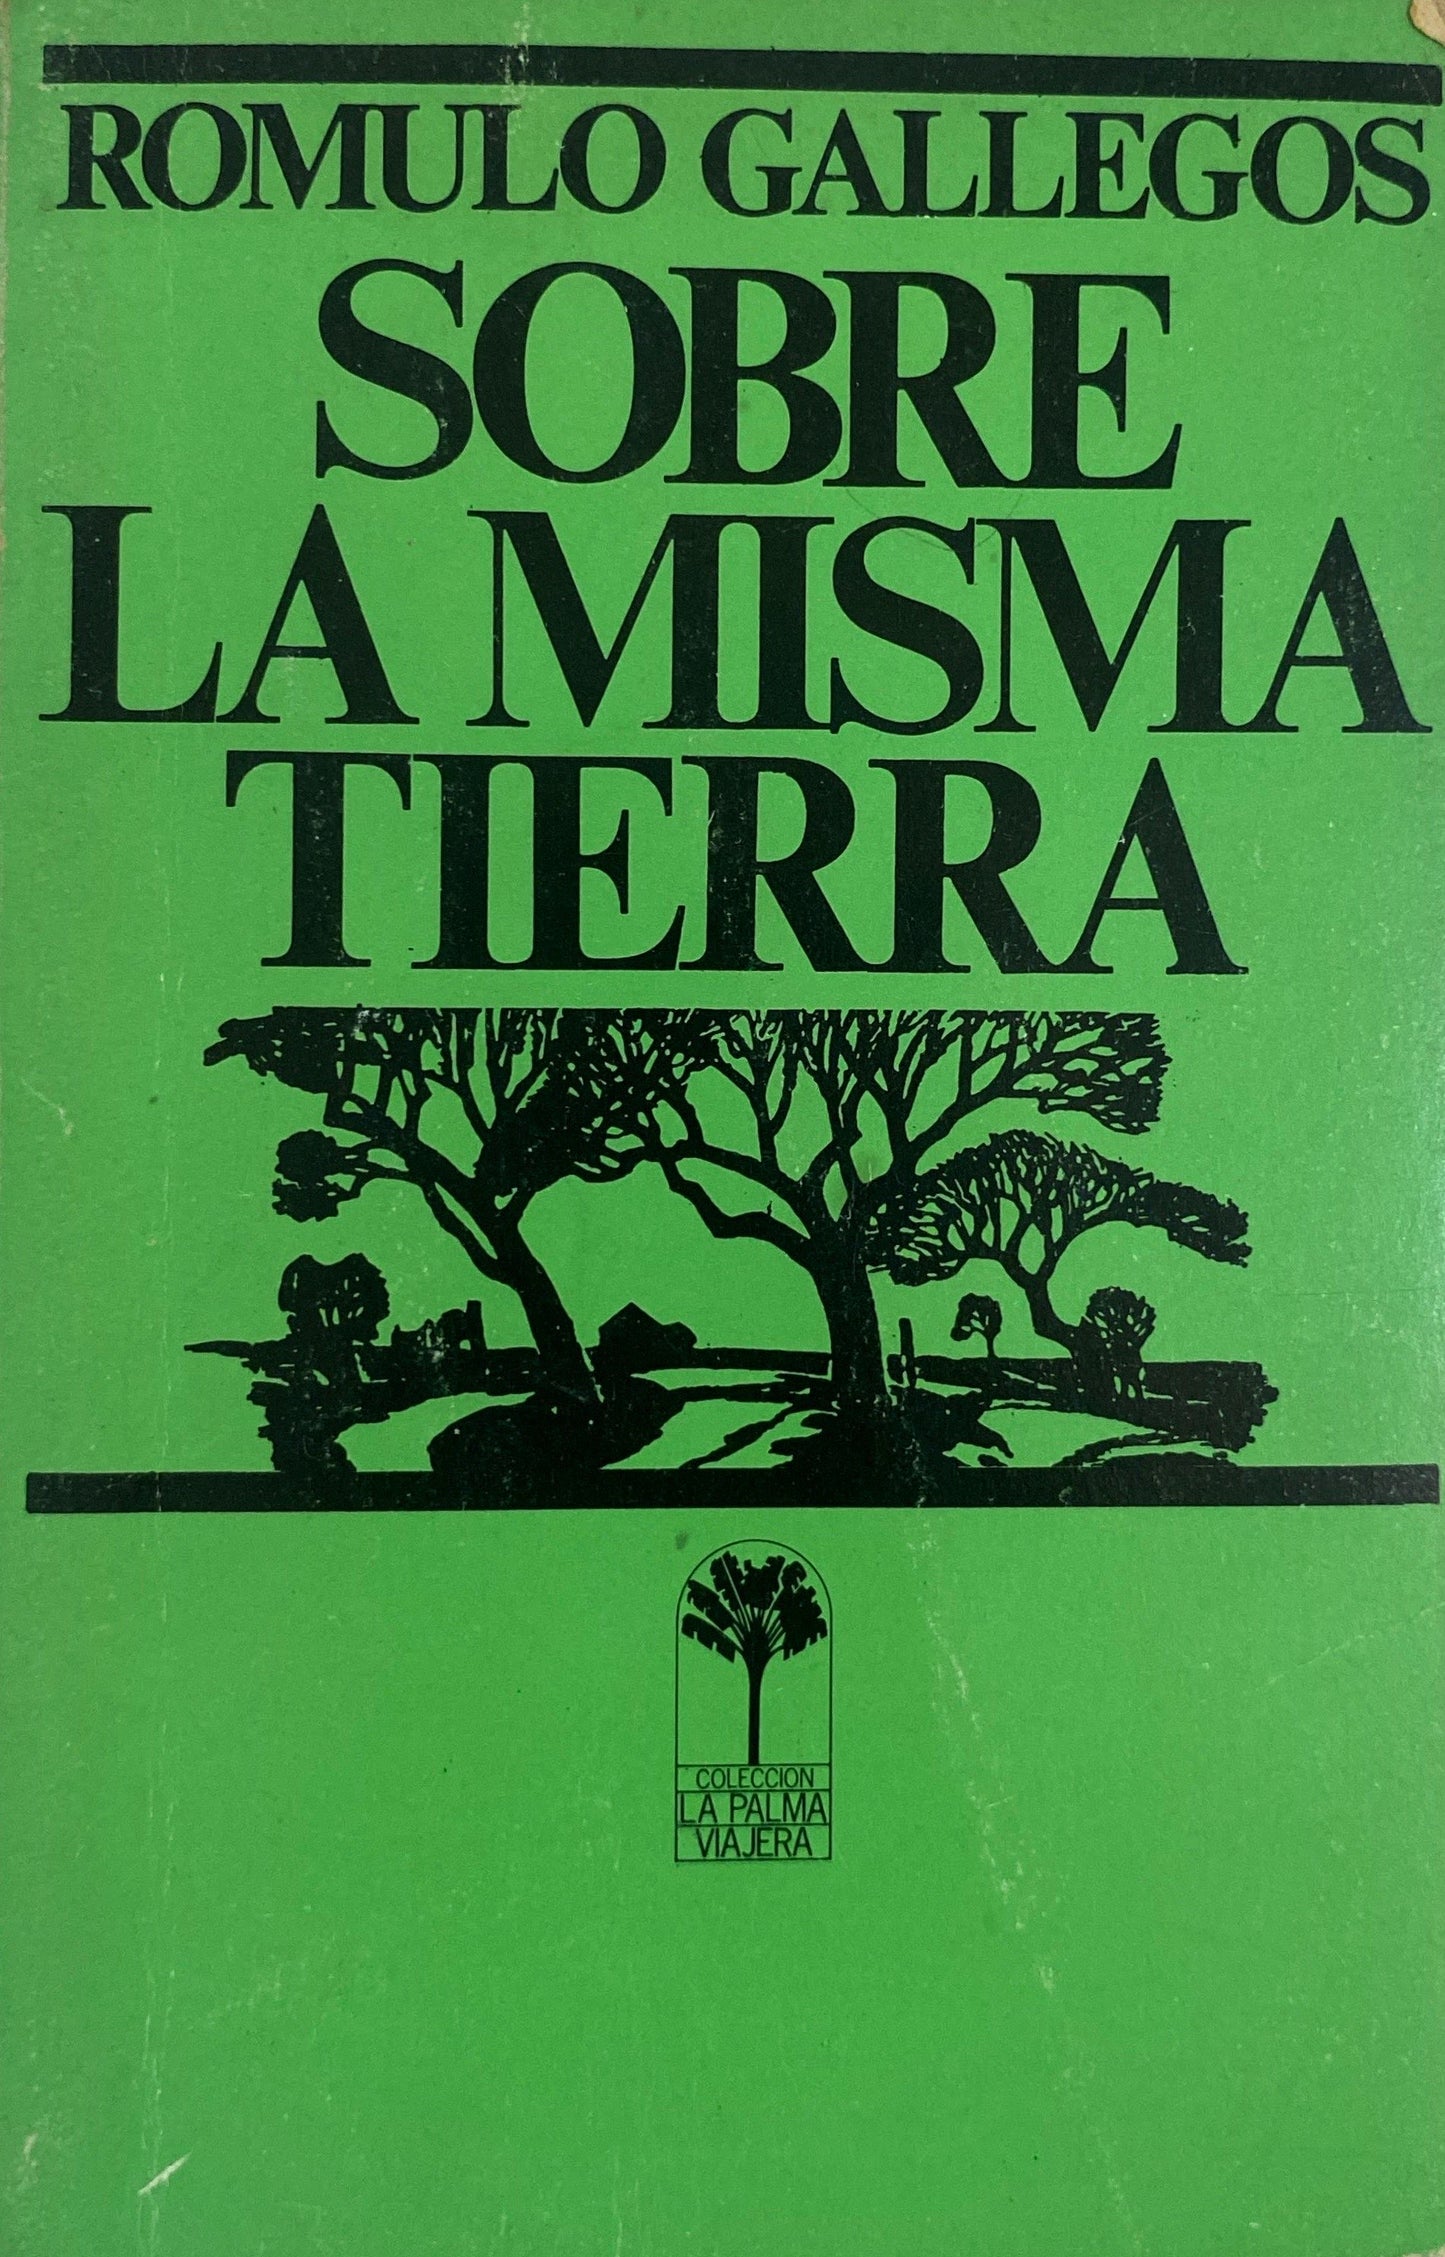 ROMULO GALLEGOS
SOBRE
LA MISMA
TIERRA
COLECCION
LA PALMA
VIAJERA